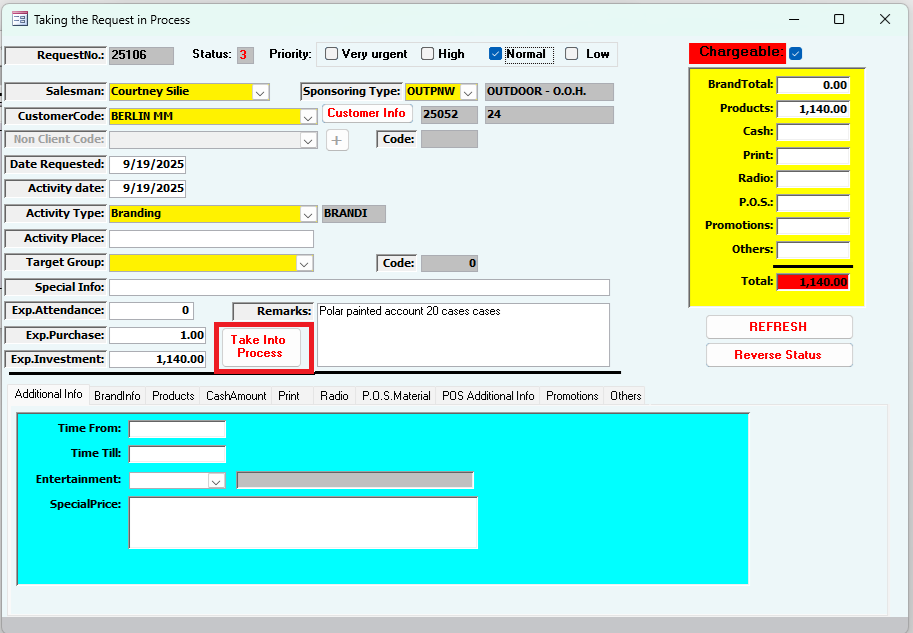 Taking the Request in Process
RequestNo.: 25106 Status: 3 Priority: Very urgent High Normal Low Chargeable:
Salesman: Courtney Silie Sponsoring Type: OUTPNW OUTDOOR - O.O.H. BrandTotal: 0.00
CustomerCode: BERLIN MM Customer Info 25052 24 Products: 1,140.00
Non Client Code: + Code: Cash:
Date Requested: 9/19/2025 Print:
Activity date: 9/19/2025 Radio:
Activity Type: Branding BRANDI P.O.S.:
Activity Place: Promotions:
Target Group: Code: 0 Others:
Special Info: Total: 1,140.00
Exp.Attendance: 0 Remarks: Polar painted account 20 cases cases
Exp.Purchase: 1.00 Take Into Process REFRESH
Exp.Investment: 1,140.00 Reverse Status
Additional Info BrandInfo Products CashAmount Print Radio P.O.S.Material POS Additional Info Promotions Others
Time From:
Time Till:
Entertainment:
SpecialPrice: